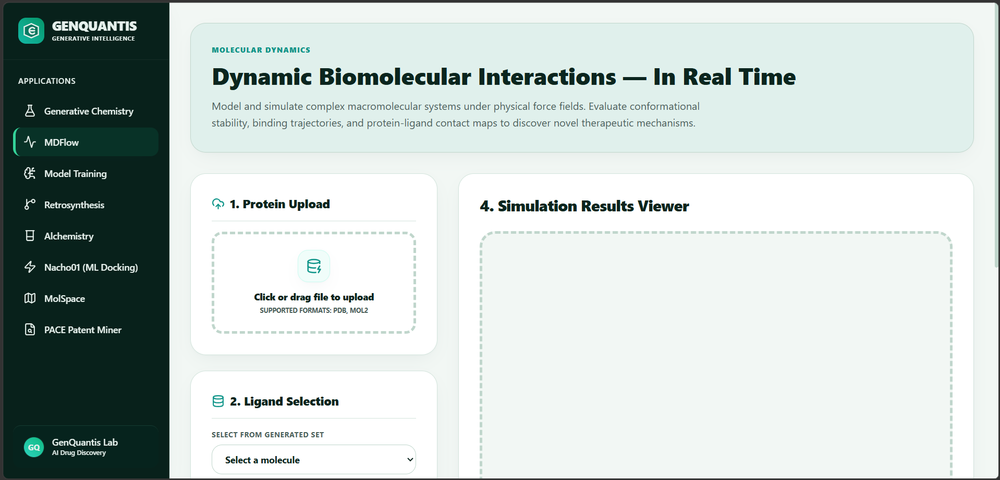 GENQUANTIS
GENERATIVE INTELLIGENCE
APPLICATIONS
Generative Chemistry
MDFlow
Model Training
Retrosynthesis
Alchemistry
Nacho01 (ML Docking)
MolSpace
PACE Patent Miner
GQ
GenQuantis Lab
AI Drug Discovery
MOLECULAR DYNAMICS
Dynamic Biomolecular Interactions — In Real Time
Model and simulate complex macromolecular systems under physical force fields. Evaluate conformational
stability, binding trajectories, and protein-ligand contact maps to discover novel therapeutic mechanisms.
1. Protein Upload
Click or drag file to upload
SUPPORTED FORMATS: PDB, MOL2
2. Ligand Selection
SELECT FROM GENERATED SET
Select a molecule
4. Simulation Results Viewer